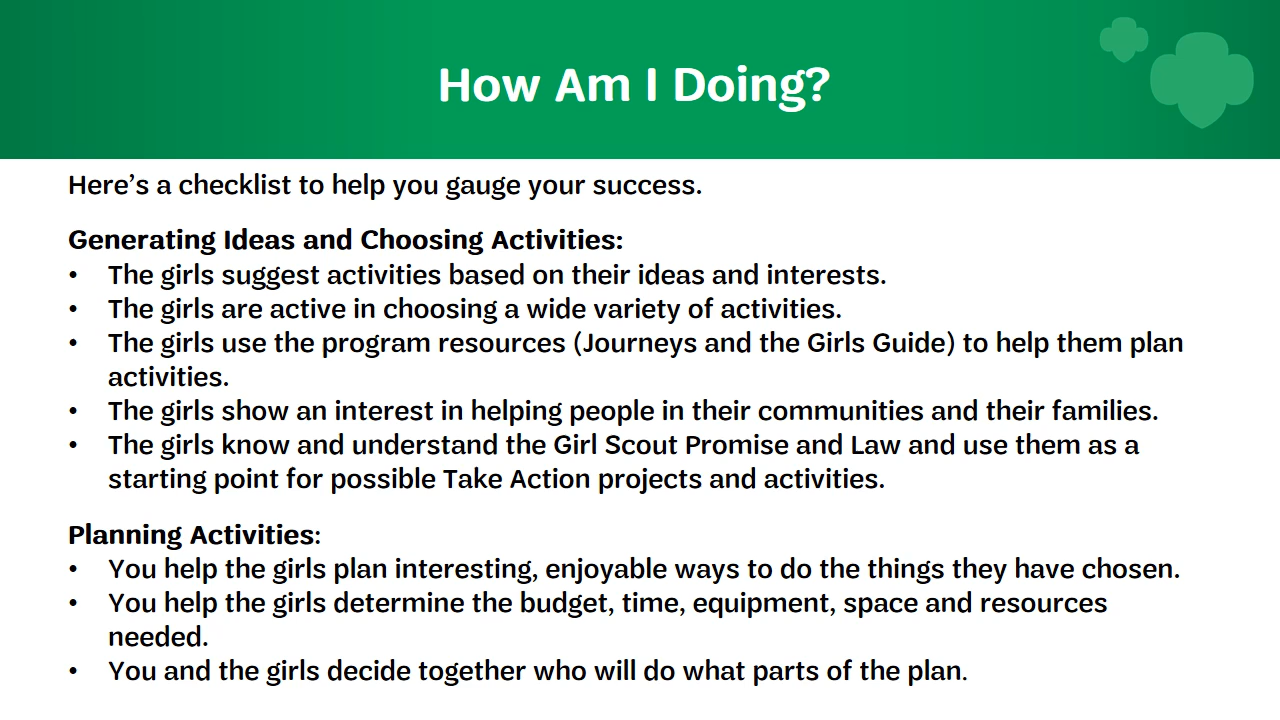 How Am I Doing?
Here’s a checklist to help you gauge your success.
Generating Ideas and Choosing Activities:
• The girls suggest activities based on their ideas and interests.
• The girls are active in choosing a wide variety of activities.
• The girls use the program resources (Journeys and the Girls Guide) to help them plan
activities.
• The girls show an interest in helping people in their communities and their families.
• The girls know and understand the Girl Scout Promise and Law and use them as a
starting point for possible Take Action projects and activities.
Planning Activities:
• You help the girls plan interesting, enjoyable ways to do the things they have chosen.
• You help the girls determine the budget, time, equipment, space and resources
needed.
• You and the girls decide together who will do what parts of the plan.